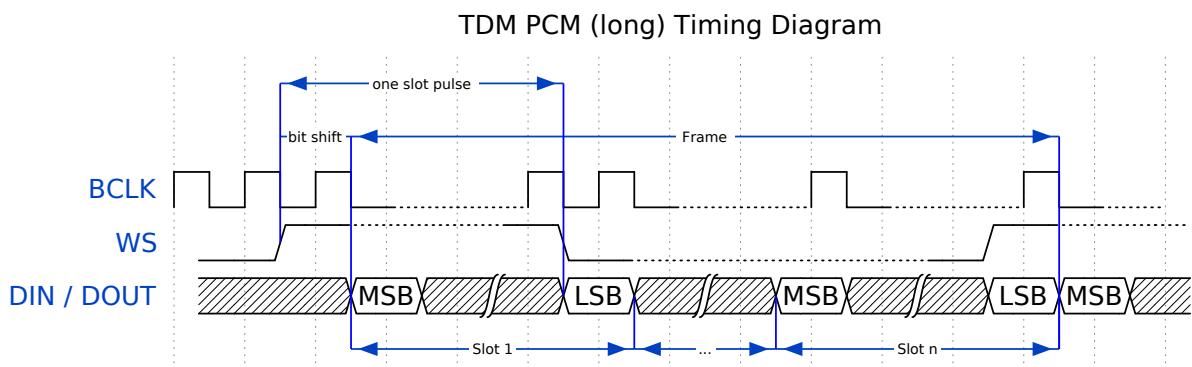 TDM PCM (long) Timing Diagram
one slot pulse
bit shift
Frame
BCLK
WS
DIN / DOUT
MSB
LSB
MSB
LSB
MSB
Slot 1
...
Slot n